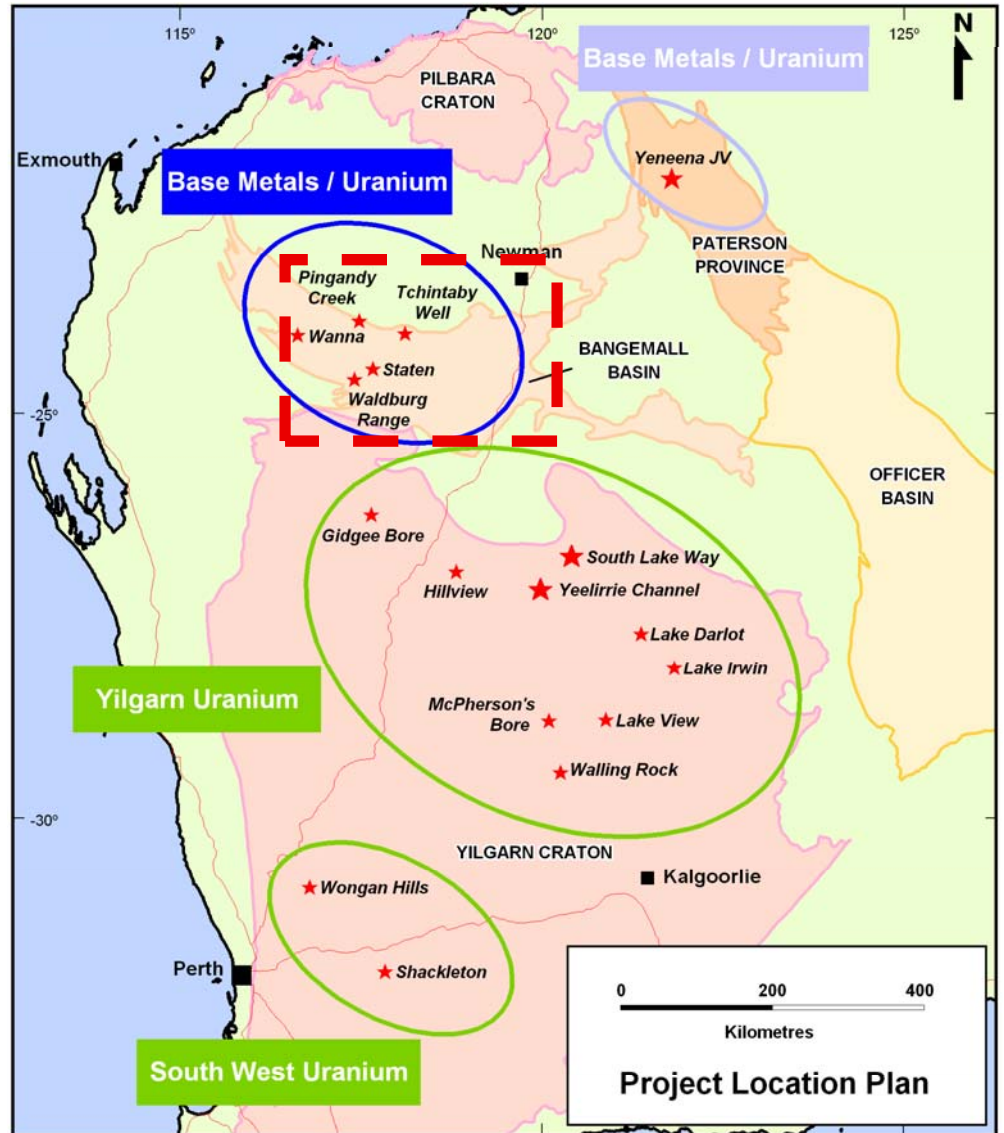 115°
120°
125°
N
Base Metals / Uranium
PILBARA
CRATON
Yeneena JV
Exmouth
Base Metals / Uranium
PATERSON
PROVINCE
Newman
Pingandy
Creek
Tchintaby
Well
Wanna
BANGEMALL
BASIN
Staten
Waldburg
Range
-25°
OFFICER
BASIN
Gidgee Bore
South Lake Way
Hillview
Yeelirrie Channel
Lake Darlot
Lake Irwin
Yilgarn Uranium
McPherson's
Bore
Lake View
Walling Rock
-30°
YILGARN CRATON
Kalgoorlie
Wongan Hills
Perth
Shackleton
South West Uranium
0 200 400
Kilometres
Project Location Plan